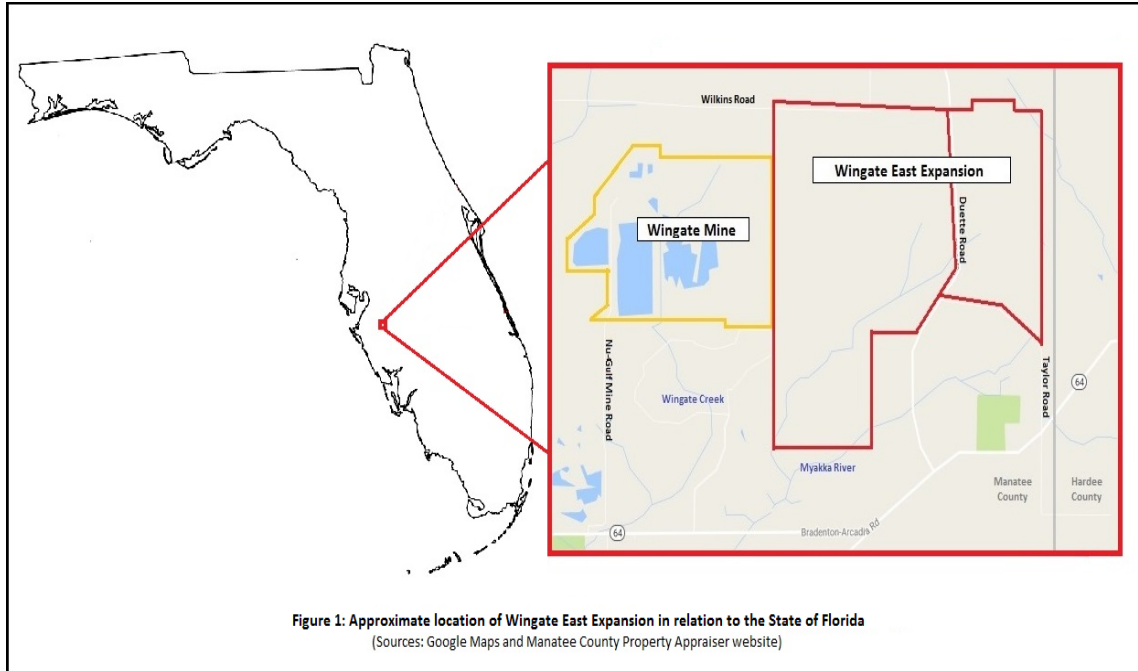 Wilkins Road
Wingate East Expansion
Wingate Mine
Duette Road
Nu-Gulf Mine Road
Wingate Creek
Taylor Road
64
Myakka River
Manatee
County
Hardee
County
64
Bradenton-Arcadia Rd
Figure 1: Approximate location of Wingate East Expansion in relation to the State of Florida
(Sources: Google Maps and Manatee County Property Appraiser website)